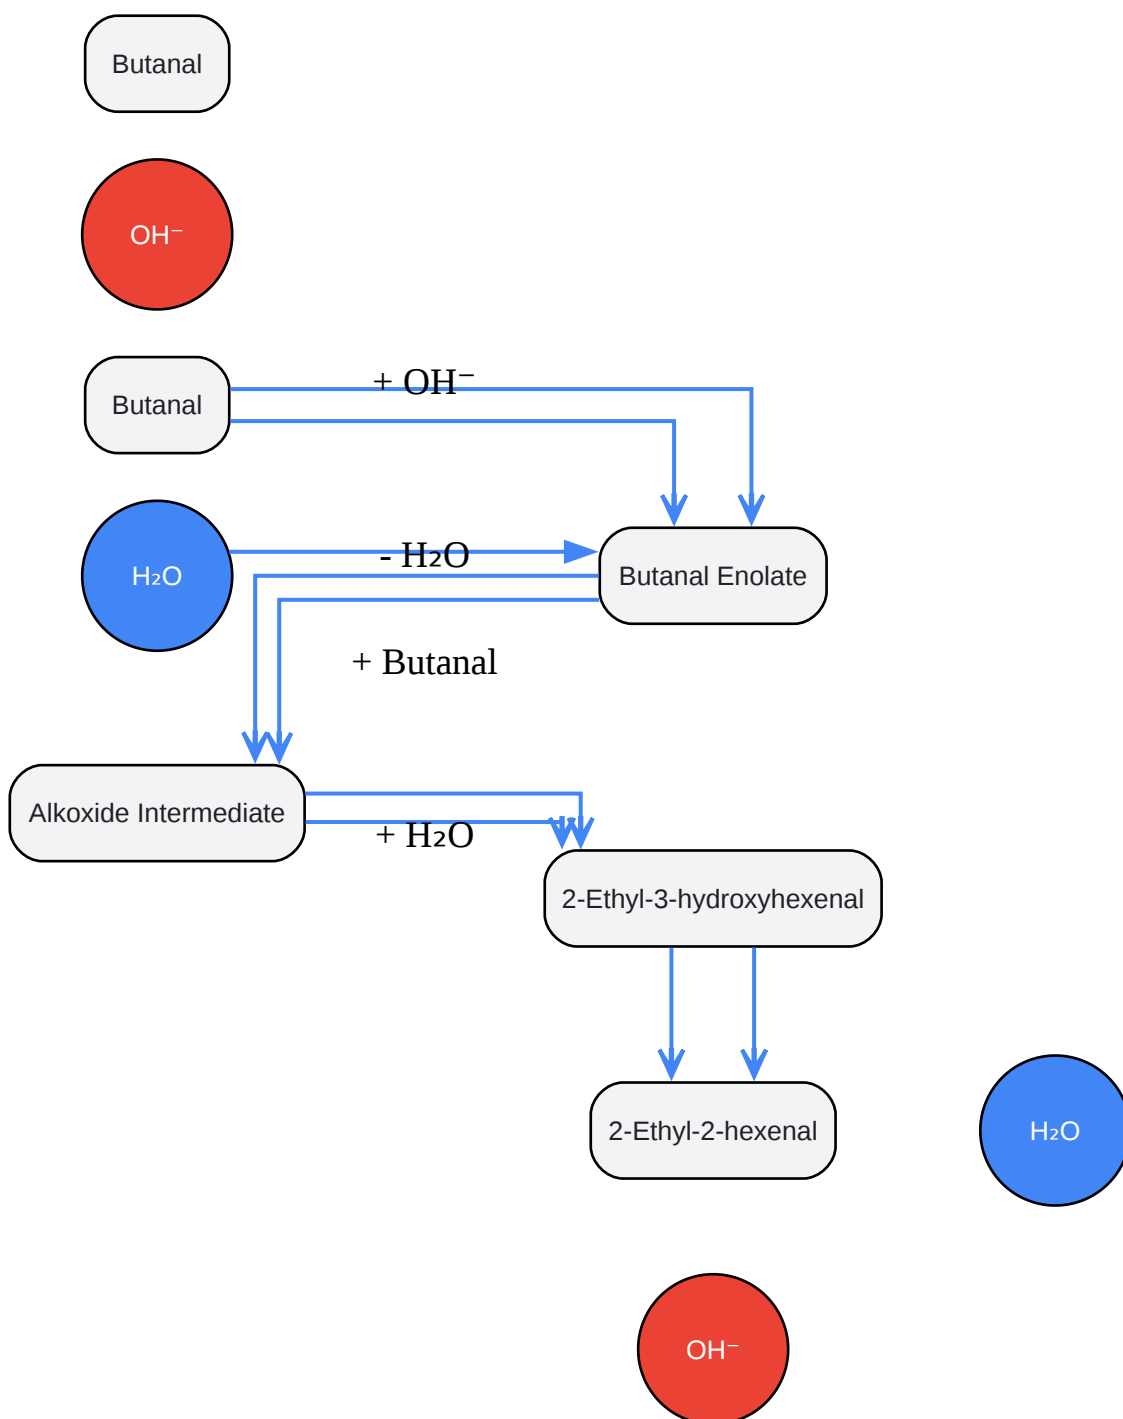 Butanal
OH⁻
Butanal
+ OH⁻
H₂O
- H₂O
Butanal Enolate
+ Butanal
Alkoxide Intermediate
+ H₂O
2-Ethyl-3-hydroxyhexenal
2-Ethyl-2-hexenal
H₂O
OH⁻